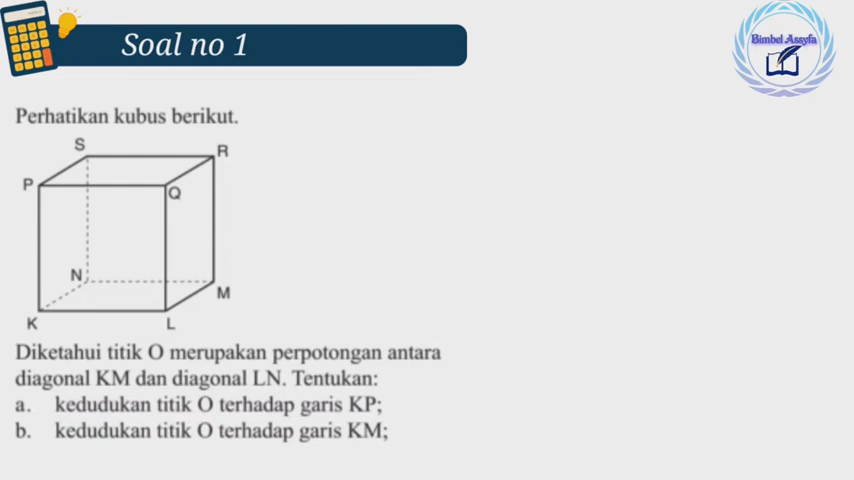 Soal no 1
Bimbel Assyfa
Perhatikan kubus berikut.
S
R
P
Q
N
M
K
L
Diketahui titik O merupakan perpotongan antara
diagonal KM dan diagonal LN. Tentukan:
a. kedudukan titik O terhadap garis KP;
b. kedudukan titik O terhadap garis KM;